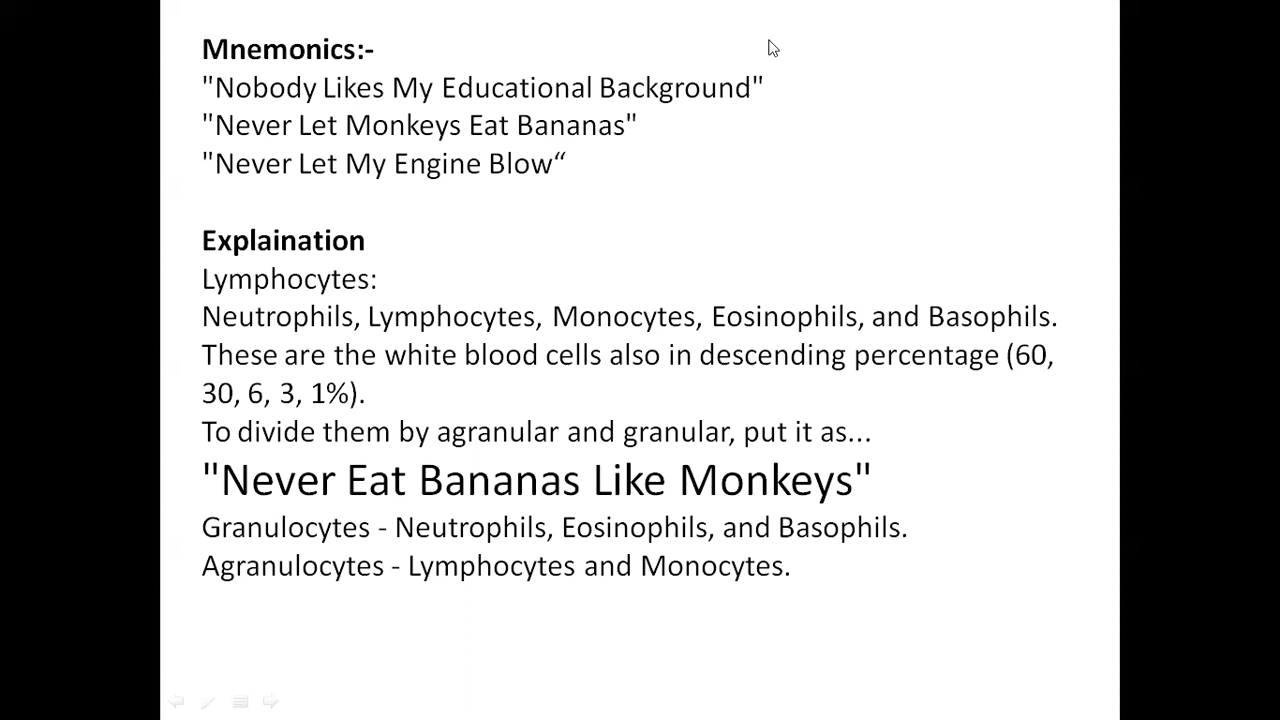 Mnemonics:-
"Nobody Likes My Educational Background"
"Never Let Monkeys Eat Bananas"
"Never Let My Engine Blow“
Explaination
Lymphocytes:
Neutrophils, Lymphocytes, Monocytes, Eosinophils, and Basophils.
These are the white blood cells also in descending percentage (60,
30, 6, 3, 1%).
To divide them by agranular and granular, put it as...
"Never Eat Bananas Like Monkeys"
Granulocytes - Neutrophils, Eosinophils, and Basophils.
Agranulocytes - Lymphocytes and Monocytes.